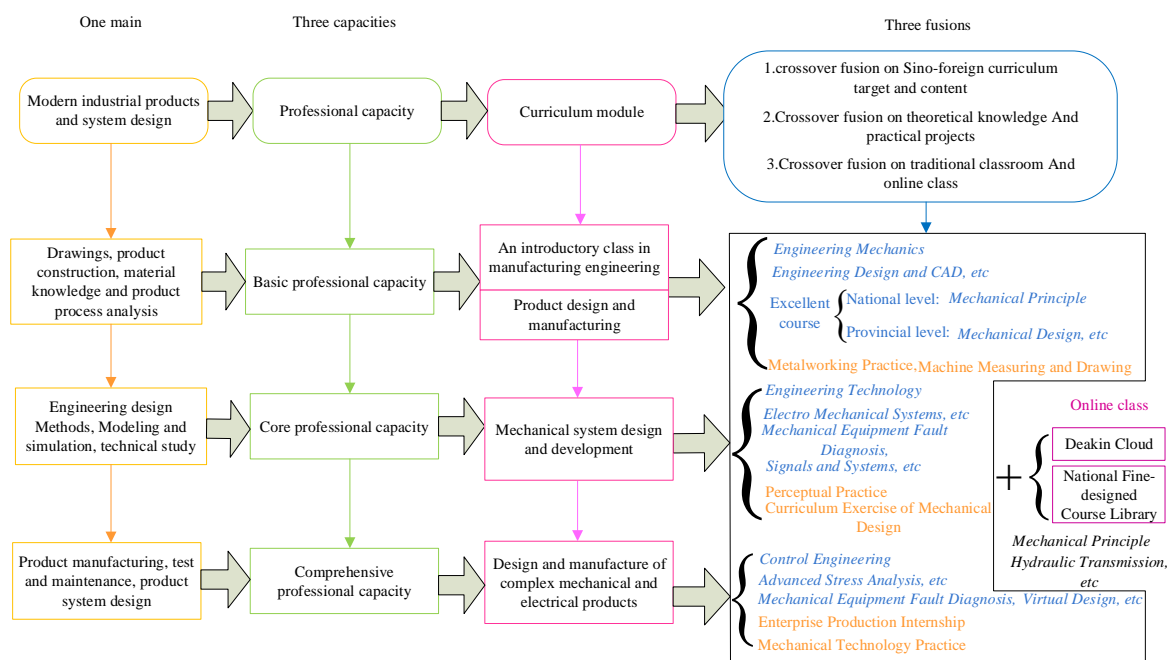 One main
Three capacities
Three fusions
Modern industrial products
and system design
Professional capacity
Curriculum module
1.crossover fusion on Sino-foreign curriculum
target and content
2.Crossover fusion on theoretical knowledge And
practical projects
3.Crossover fusion on traditional classroom And
online class
Drawings, product
construction, material
knowledge and product
process analysis
Basic professional capacity
An introductory class in
manufacturing engineering
Product design and
manufacturing
Engineering Mechanics
Engineering Design and CAD, etc
Excellent
course
National level: Mechanical Principle
Provincial level: Mechanical Design, etc
Metalworking Practice, Machine Measuring and Drawing
Engineering design
Methods, Modeling and
simulation, technical study
Core professional capacity
Mechanical system design
and development
Engineering Technology
Electro Mechanical Systems, etc
Mechanical Equipment Fault
Diagnosis,
Signals and Systems, etc
Perceptual Practice
Curriculum Exercise of Mechanical
Design
Online class
+
Deakin Cloud
National Fine-
designed
Course Library
Mechanical Principle
Hydraulic Transmission,
etc
Product manufacturing, test
and maintenance, product
system design
Comprehensive
professional capacity
Design and manufacture of
complex mechanical and
electrical products
Control Engineering
Advanced Stress Analysis, etc
Mechanical Equipment Fault Diagnosis, Virtual Design, etc
Enterprise Production Internship
Mechanical Technology Practice